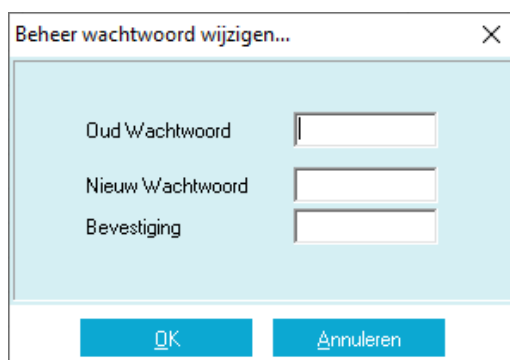 Beheer wachtwoord wijzigen...
Oud Wachtwoord
Nieuw Wachtwoord
Bevestiging
OK Annuleren